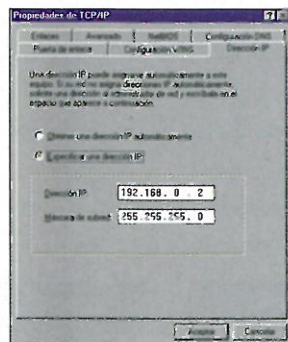 Propiedades de TCP/IP
Enlaces Avanzado NetBIOS Configuración DNS
Puerta de enlace Configuración WINS Dirección IP
Una dirección IP puede asignarse automáticamente a este
equipo. Si su red no asigna direcciones IP automáticamente,
solicite una dirección al administrador de red y escríbala en el
espacio que aparece a continuación.
Obtener una dirección IP automáticamente
Especificar una dirección IP:
Dirección IP: 192.168. 0 . 2
Máscara de subred: 255.255.255. 0
Aceptar Cancelar